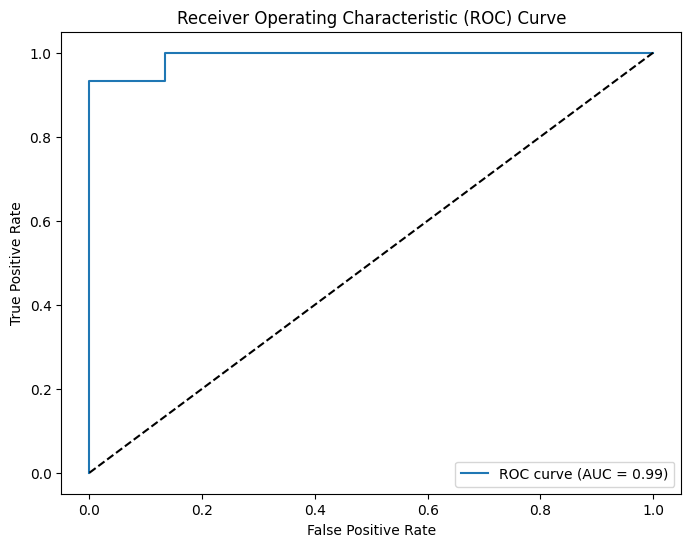 Receiver Operating Characteristic (ROC) Curve
1.0
0.8
0.6
0.4
0.2
0.0
True Positive Rate
ROC curve (AUC = 0.99)
0.0 0.2 0.4 0.6 0.8 1.0
False Positive Rate